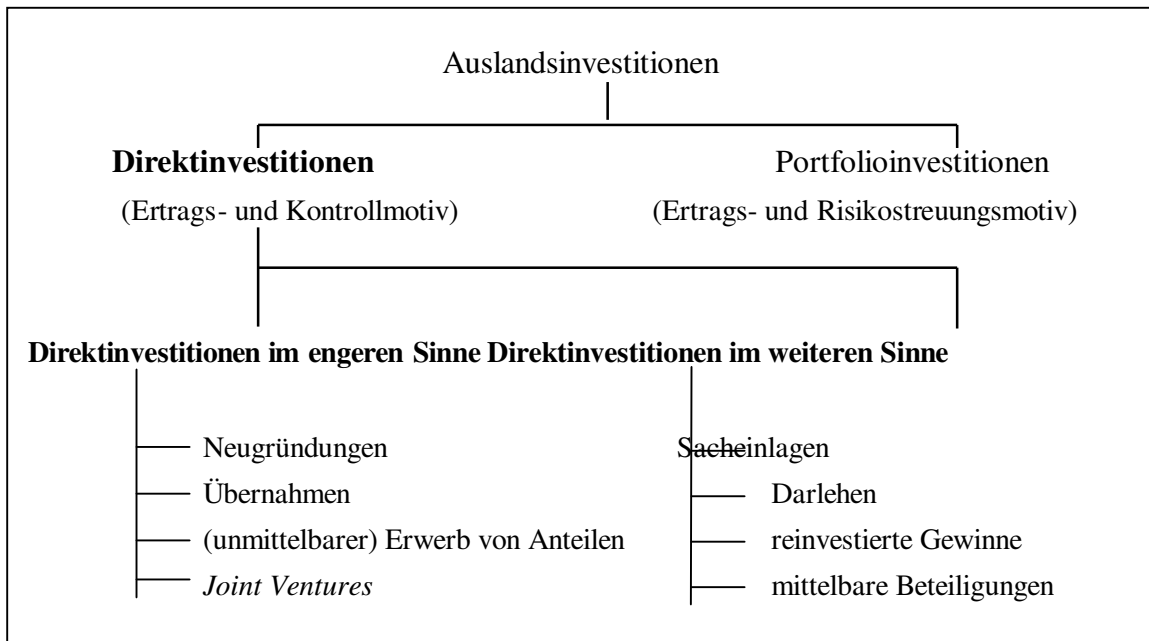 Auslandsinvestitionen
Direktinvestitionen Portfolioinvestitionen
(Ertrags- und Kontrollmotiv) (Ertrags- und Risikostreuungsmotiv)
Direktinvestitionen im engeren Sinne Direktinvestitionen im weiteren Sinne
Neugründungen Sacheinlagen
Übernahmen Darlehen
(unmittelbarer) Erwerb von Anteilen reinvestierte Gewinne
Joint Ventures mittelbare Beteiligungen